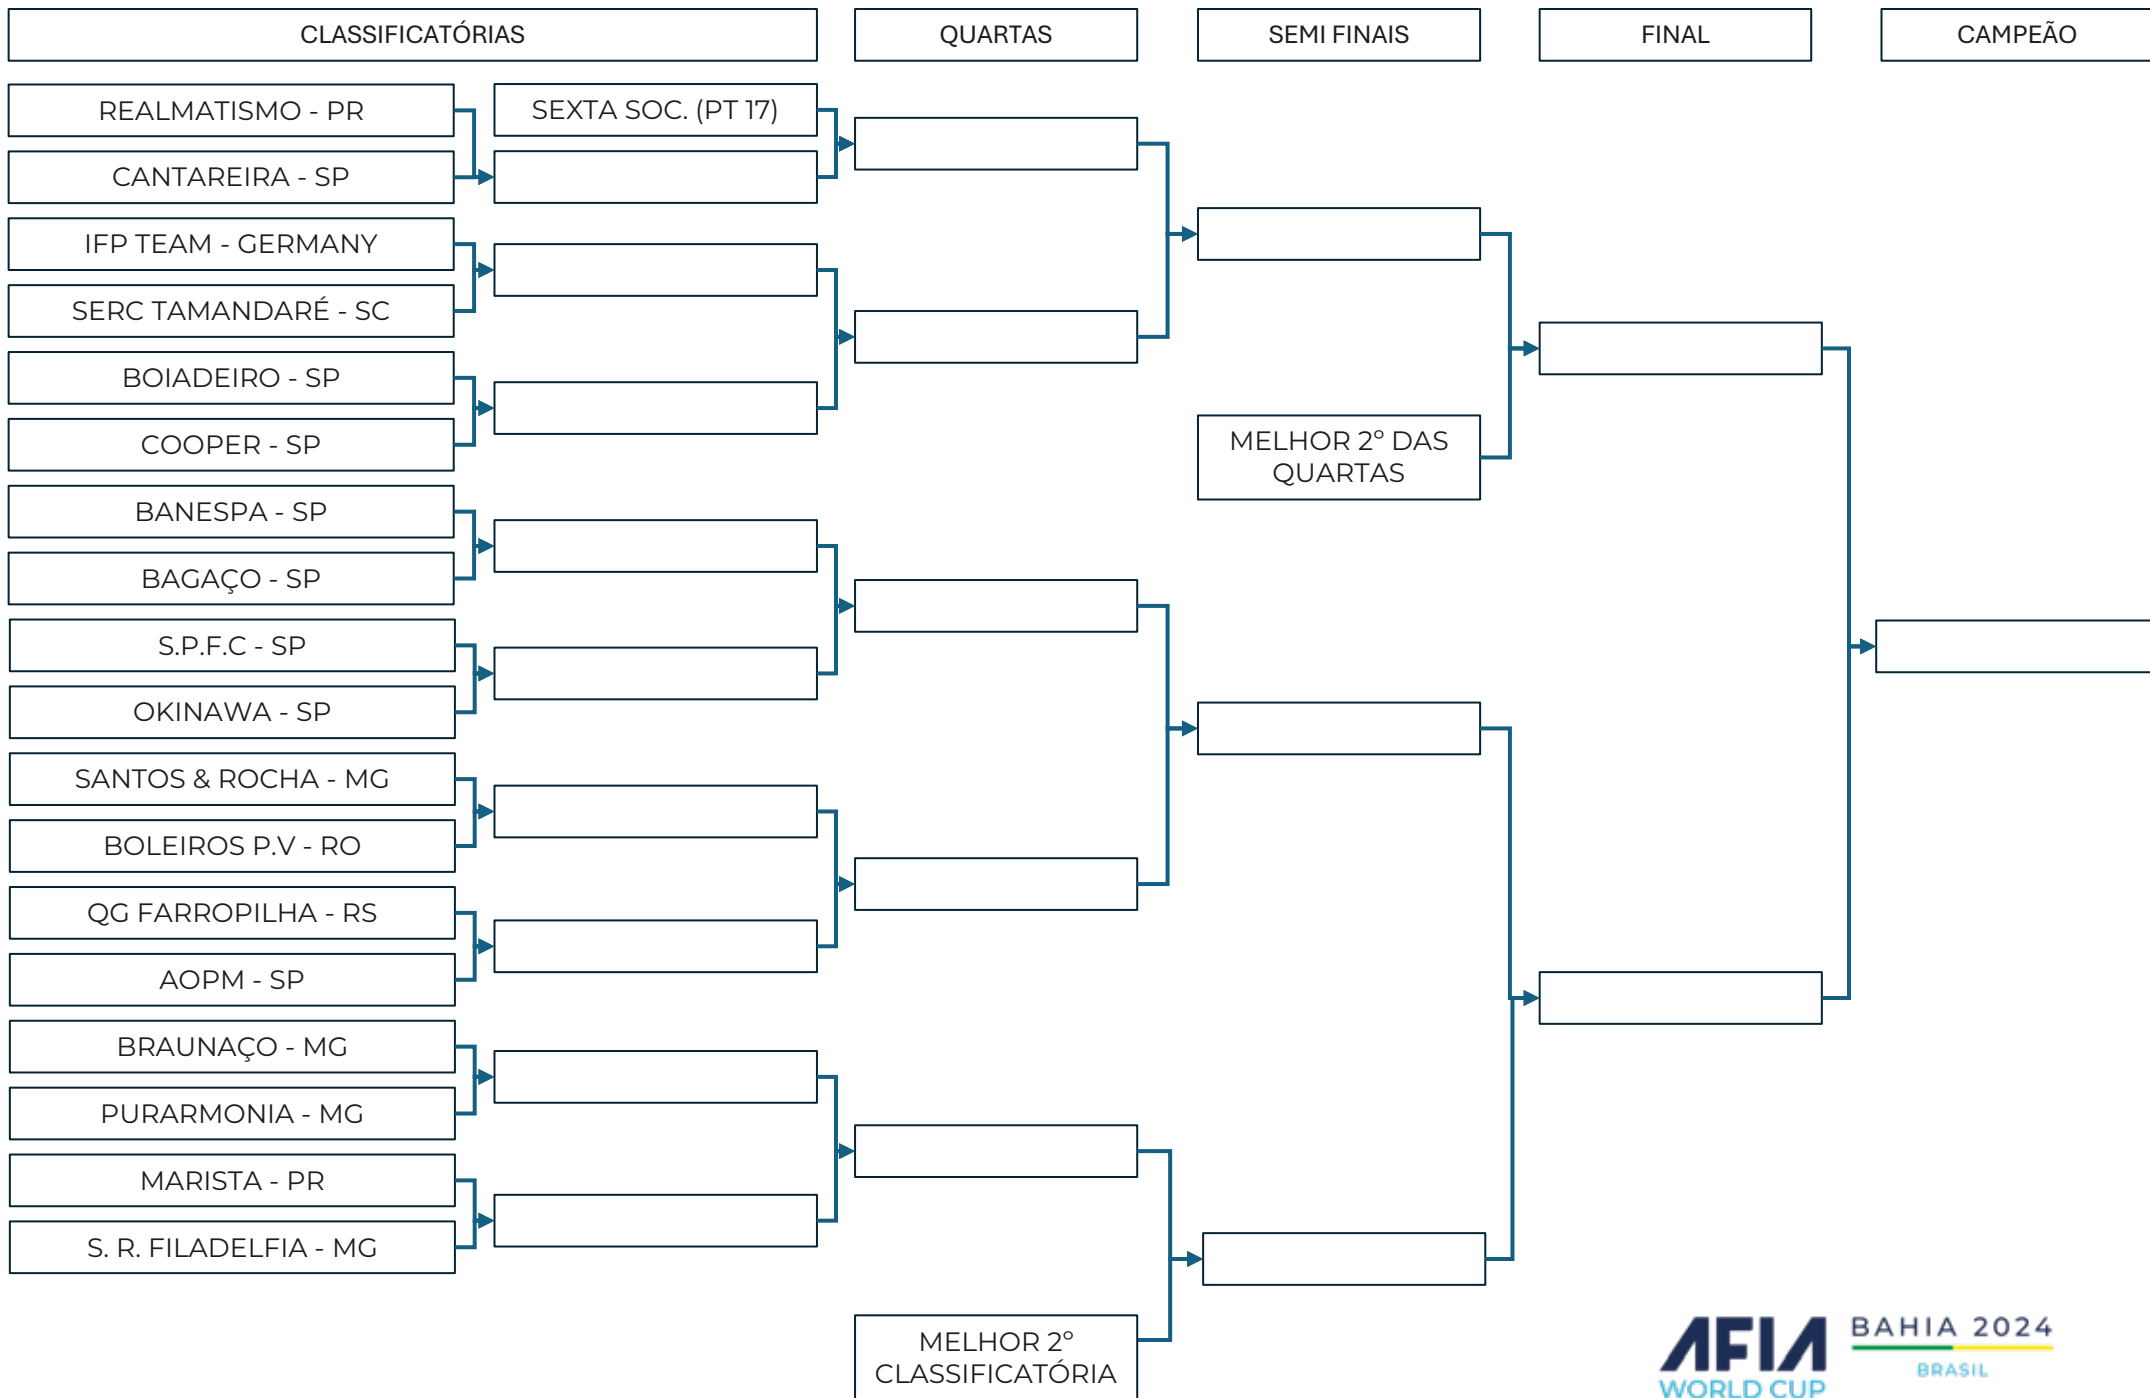 CLASSIFICATÓRIAS
QUARTAS
SEMI FINAIS
FINAL
CAMPEÃO
REALMATISMO - PR
SEXTA SOC. (PT 17)
CANTAREIRA - SP
IFP TEAM - GERMANY
SERC TAMANDARÉ - SC
BOIADEIRO - SP
COOPER - SP
MELHOR 2º DAS
QUARTAS
BANESPA - SP
BAGAÇO - SP
S.P.F.C - SP
OKINAWA - SP
SANTOS & ROCHA - MG
BOLEIROS P.V - RO
QG FARROPILHA - RS
AOPM - SP
BRAUNAÇO - MG
PURARMONIA - MG
MARISTA - PR
S. R. FILADELFIA - MG
MELHOR 2º
CLASSIFICATÓRIA
AFIA
WORLD CUP
BAHIA 2024
BRASIL